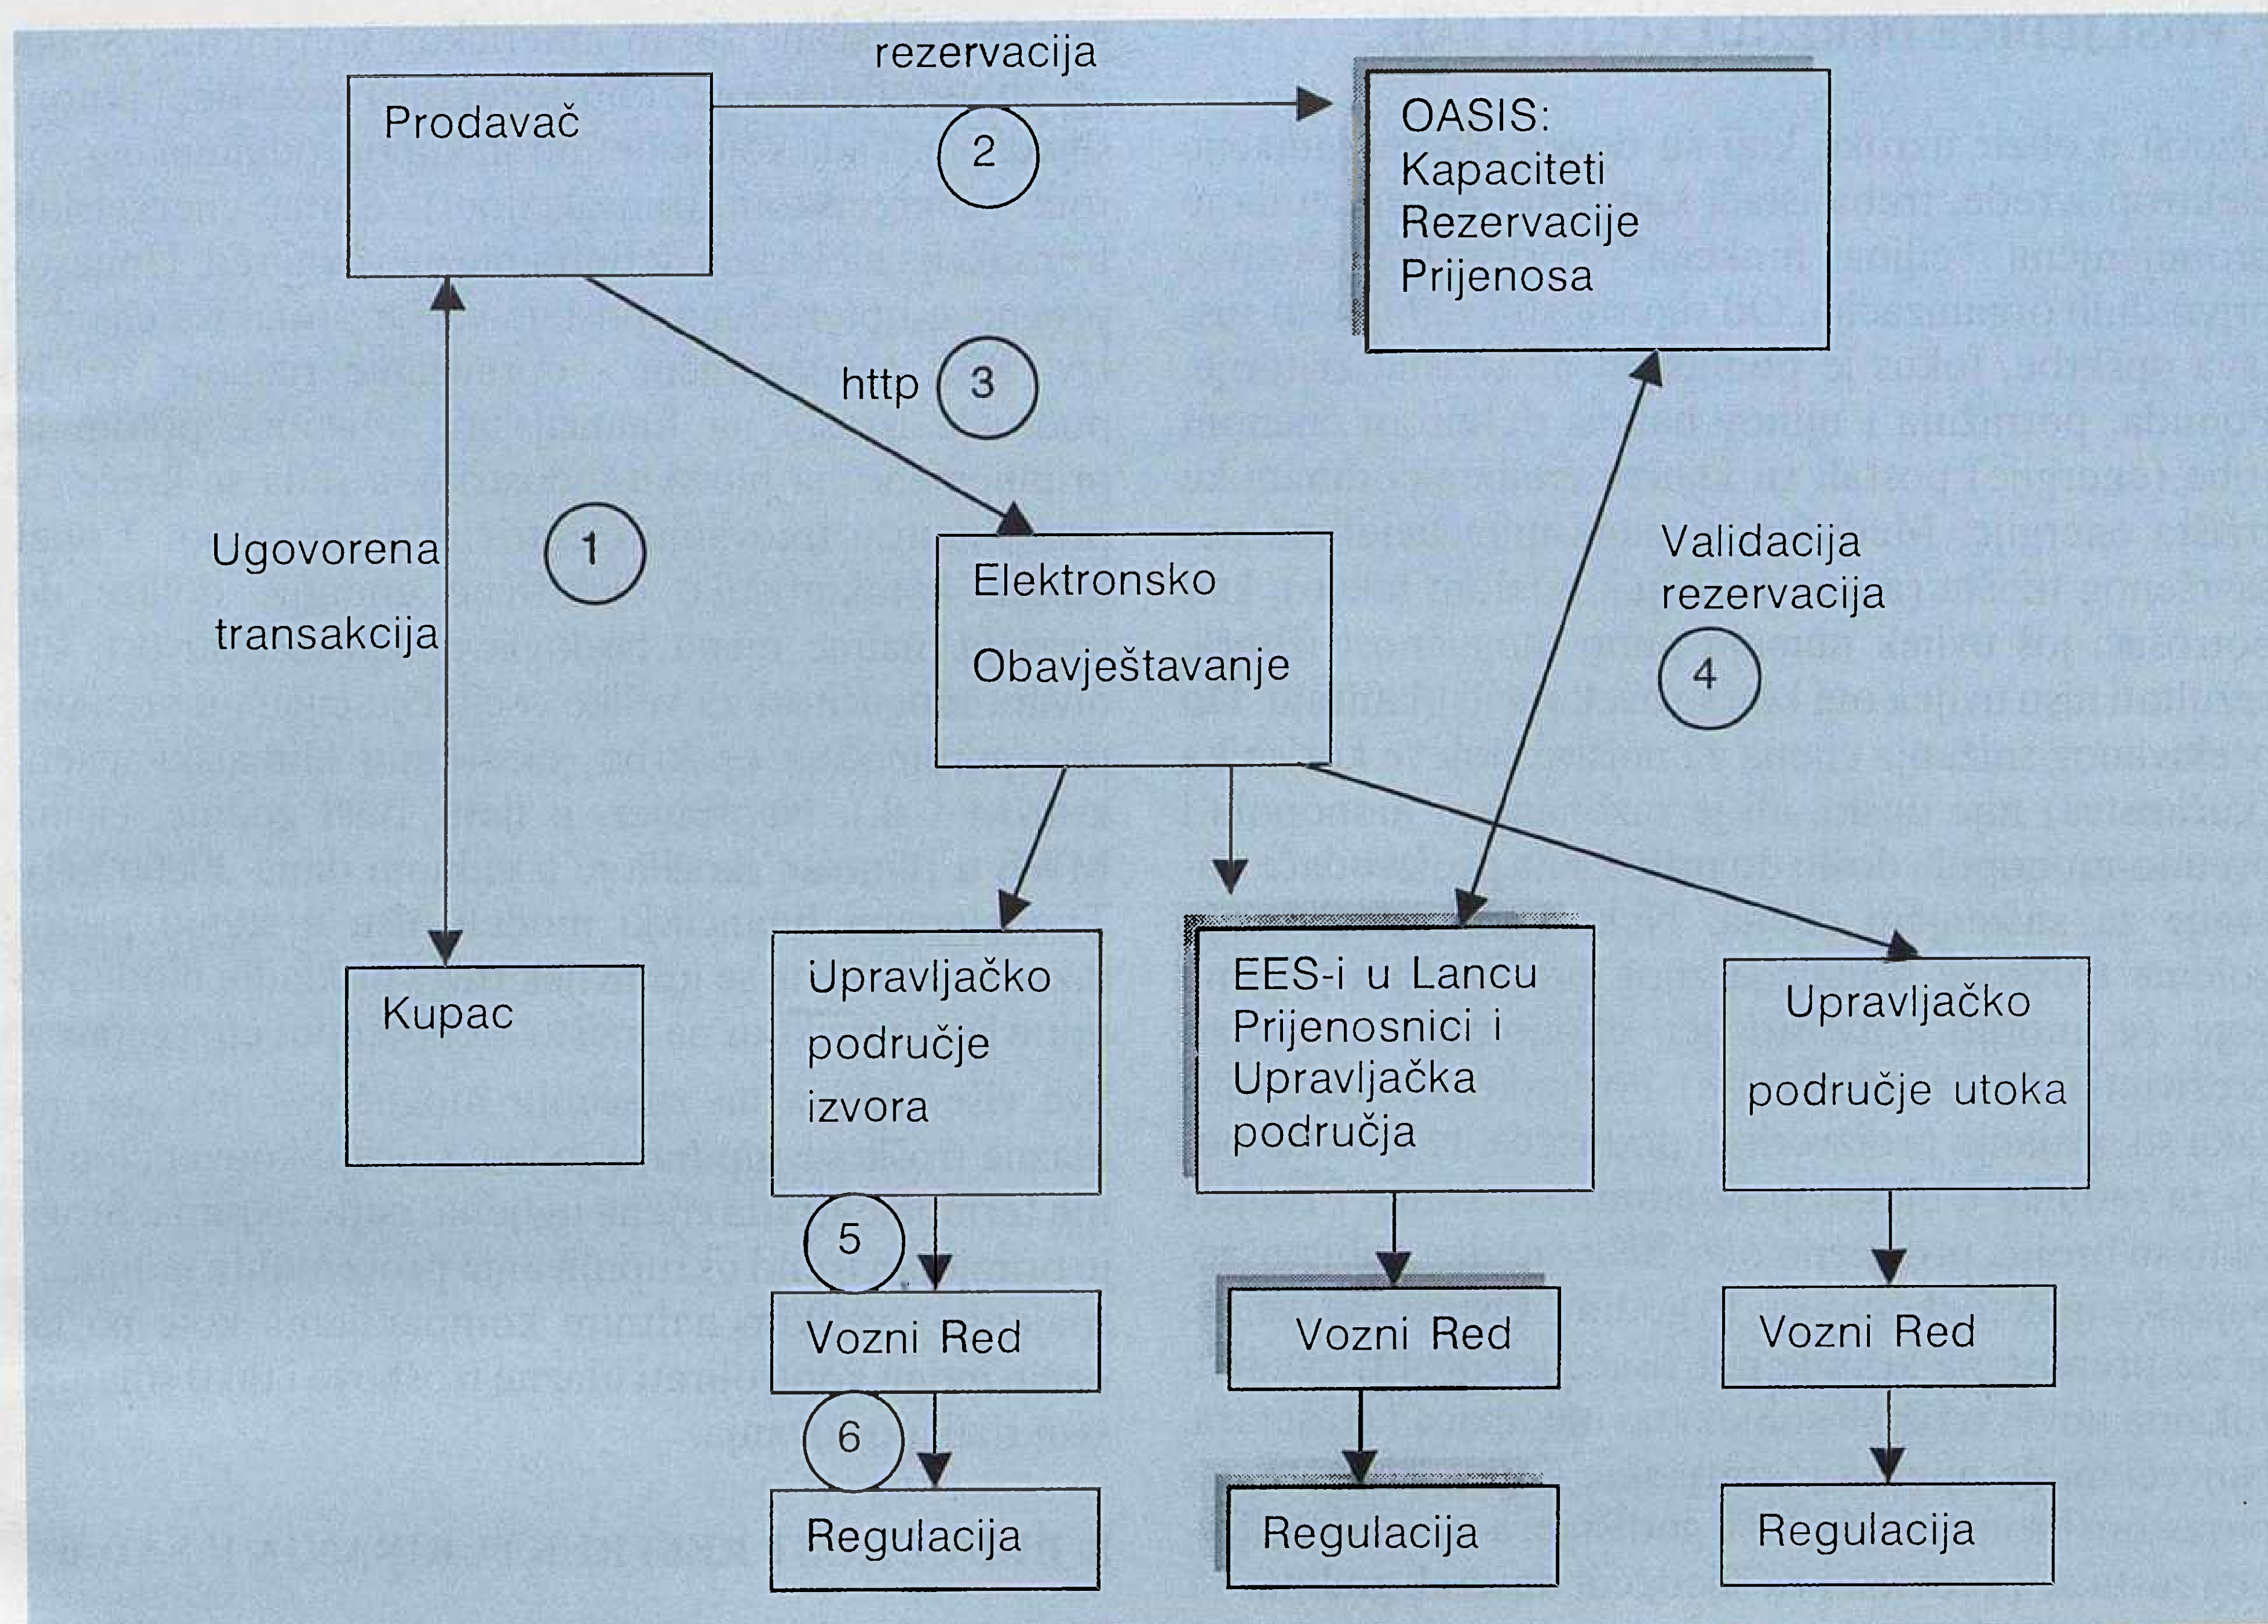 rezervacija
Prodavač
2
OASIS:
Kapaciteti
Rezervacije
Prijenosa
http
3
Ugovorena
transakcija
1
Elektronsko
Obavještavanje
Validacija
rezervacija
4
Kupac
Upravljačko
područje
izvora
EES-i u Lancu
Prijenosnici i
Upravljačka
područja
Upravljačko
područje utoka
5
Vozni Red
Vozni Red
Vozni Red
6
Regulacija
Regulacija
Regulacija